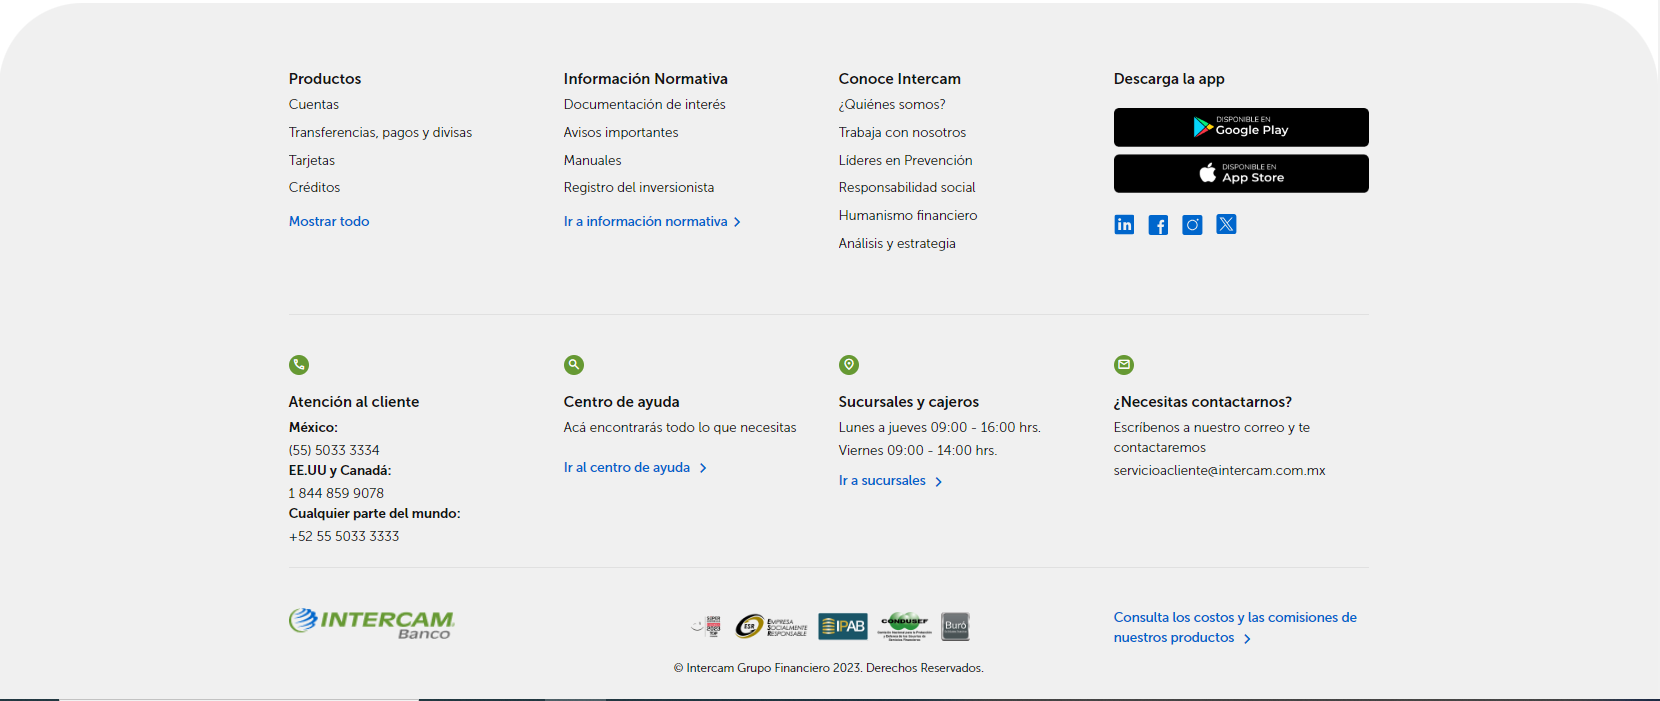 Productos
Cuentas
Transferencias, pagos y divisas
Tarjetas
Créditos
Mostrar todo
Información Normativa
Documentación de interés
Avisos importantes
Manuales
Registro del inversionista
Ir a información normativa
Conoce Intercam
¿Quiénes somos?
Trabaja con nosotros
Líderes en Prevención
Responsabilidad social
Humanismo financiero
Análisis y estrategia
Descarga la app
DISPONIBLE EN
Google Play
DISPONIBLE EN
App Store
Atención al cliente
México:
(55) 5033 3334
EE.UU y Canadá:
1 844 859 9078
Cualquier parte del mundo:
+52 55 5033 3333
Centro de ayuda
Acá encontrarás todo lo que necesitas
Ir al centro de ayuda
Sucursales y cajeros
Lunes a jueves 09:00 - 16:00 hrs.
Viernes 09:00 - 14:00 hrs.
Ir a sucursales
¿Necesitas contactarnos?
Escríbenos a nuestro correo y te
contactaremos
servicioacliente@intercam.com.mx
INTERCAM
Banco
ESR
EMPRESA
SOCIALMENTE
RESPONSABLE
IPAB
CONDUSEF
Buró
Consulta los costos y las comisiones de
nuestros productos
© Intercam Grupo Financiero 2023. Derechos Reservados.